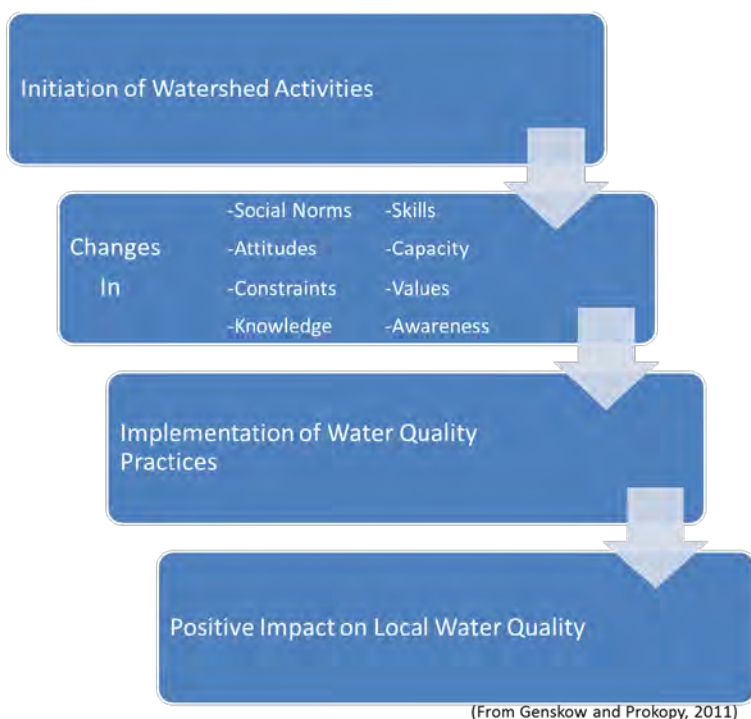 Initiation of Watershed Activities
Changes
In
-Social Norms
-Attitudes
-Constraints
-Knowledge
-Skills
-Capacity
-Values
-Awareness
Implementation of Water Quality
Practices
Positive Impact on Local Water Quality
(From Genskow and Prokopy, 2011)